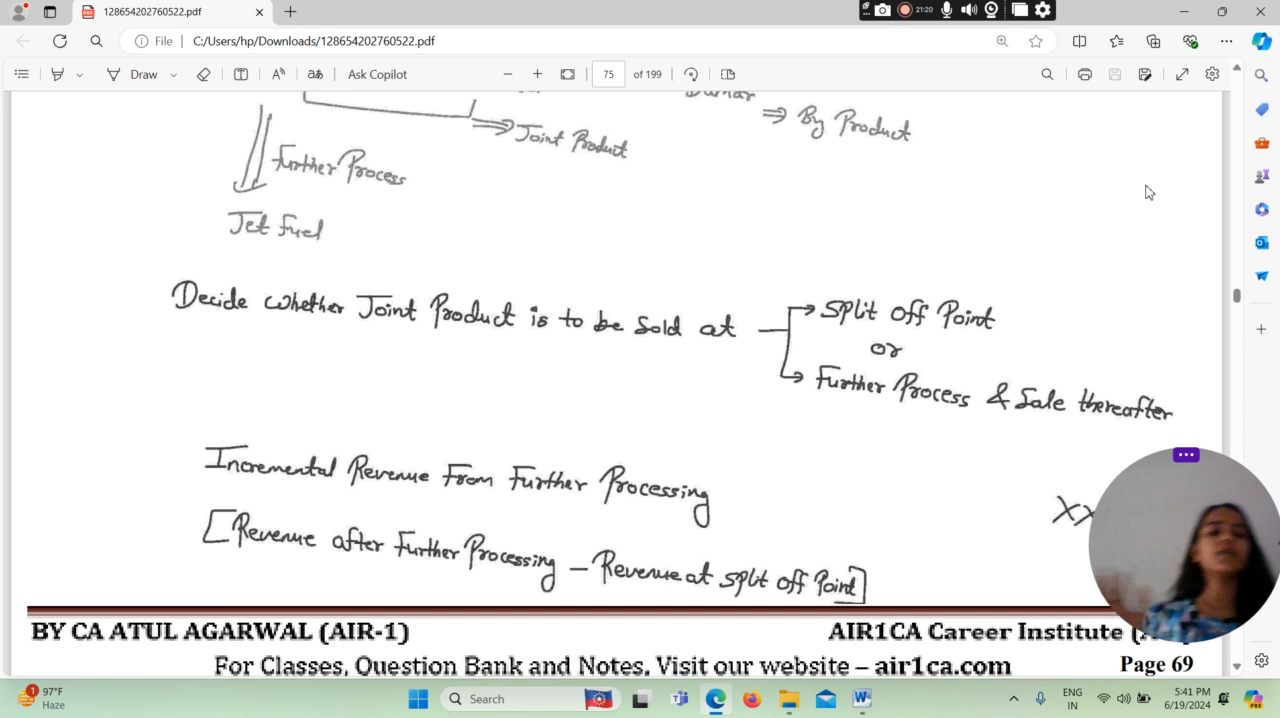 128654202760522.pdf
21:20
File | C:/Users/hp/Downloads/128654202760522.pdf
Draw
Ask Copilot
75 of 199
⇒ By Product
⇒ Joint Product
Further Process
Jet Fuel
Decide whether Joint Product is to be sold at
→ Split off Point
or
→ Further Process & Sale thereafter
Incremental Revenue From Further Processing
[Revenue after Further Processing – Revenue at split off Point]
BY CA ATUL AGARWAL (AIR-1)
AIR1CA Career Institute
For Classes, Question Bank and Notes, Visit our website – air1ca.com
Page 69
1
97°F
Haze
Search
ENG
IN
5:41 PM
6/19/2024